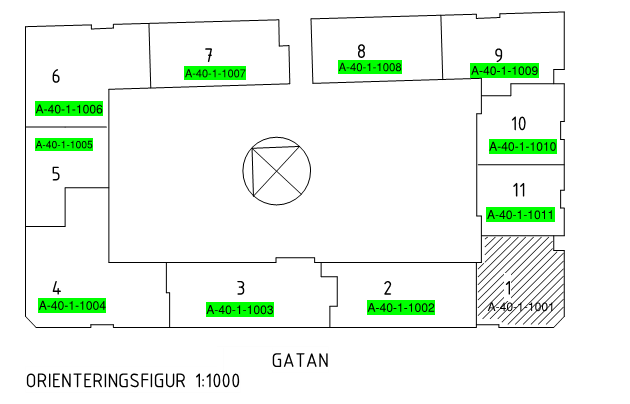 7
A-40-1-1007
8
A-40-1-1008
9
A-40-1-1009
6
A-40-1-1006
10
A-40-1-1010
A-40-1-1005
5
11
A-40-1-1011
4
A-40-1-1004
3
A-40-1-1003
2
A-40-1-1002
1
A-40-1-1001
GATAN
ORIENTERINGSFIGUR 1:1000